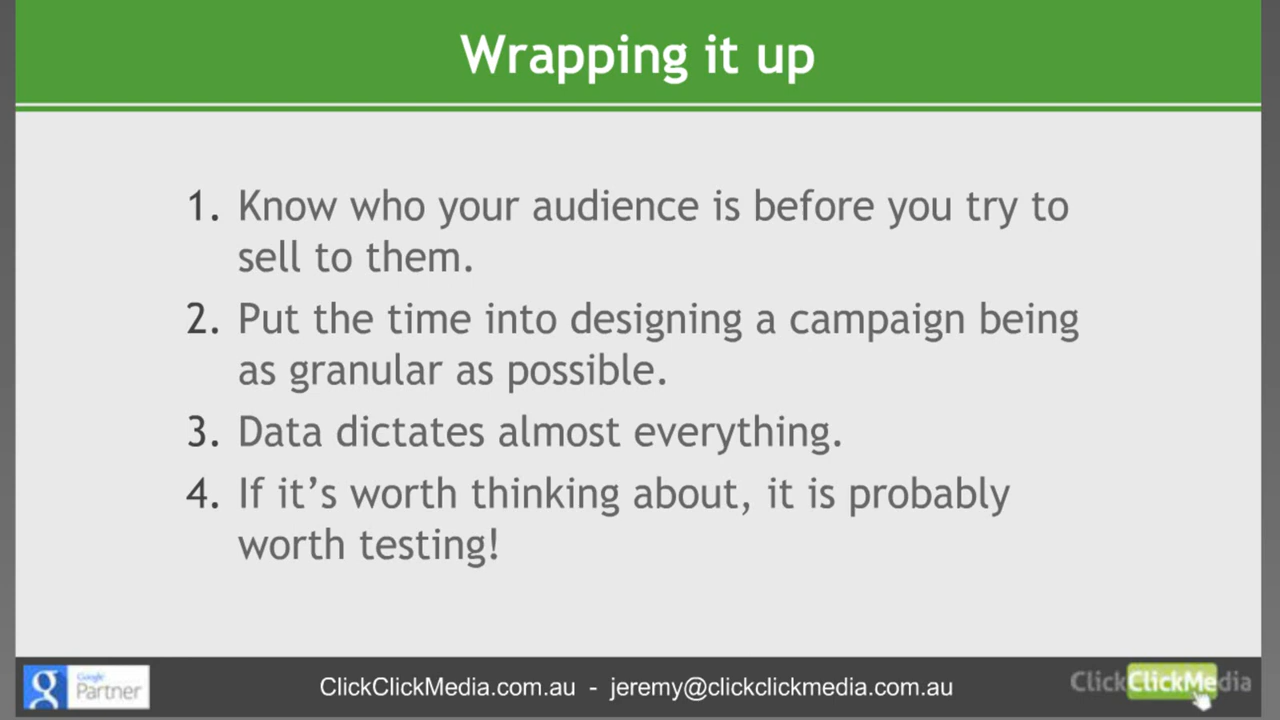 Wrapping it up
1. Know who your audience is before you try to
sell to them.
2. Put the time into designing a campaign being
as granular as possible.
3. Data dictates almost everything.
4. If it’s worth thinking about, it is probably
worth testing!
g
Google
Partner
ClickClickMedia.com.au - jeremy@clickclickmedia.com.au
ClickClickMedia